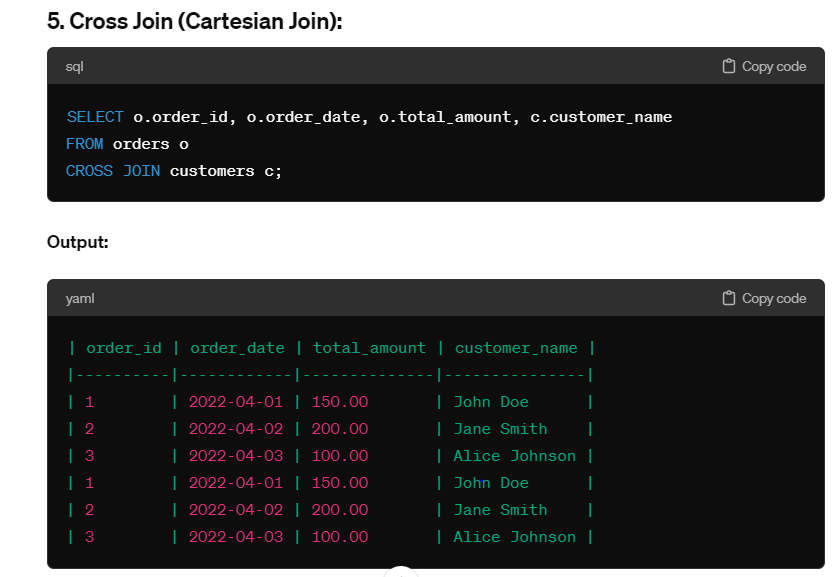 5. Cross Join (Cartesian Join):
sql Copy code
SELECT o.order_id, o.order_date, o.total_amount, c.customer_name
FROM orders o
CROSS JOIN customers c;
Output:
yaml Copy code
| order_id | order_date | total_amount | customer_name |
|----------|------------|--------------|---------------|
| 1        | 2022-04-01 | 150.00       | John Doe      |
| 2        | 2022-04-02 | 200.00       | Jane Smith    |
| 3        | 2022-04-03 | 100.00       | Alice Johnson |
| 1        | 2022-04-01 | 150.00       | John Doe      |
| 2        | 2022-04-02 | 200.00       | Jane Smith    |
| 3        | 2022-04-03 | 100.00       | Alice Johnson |